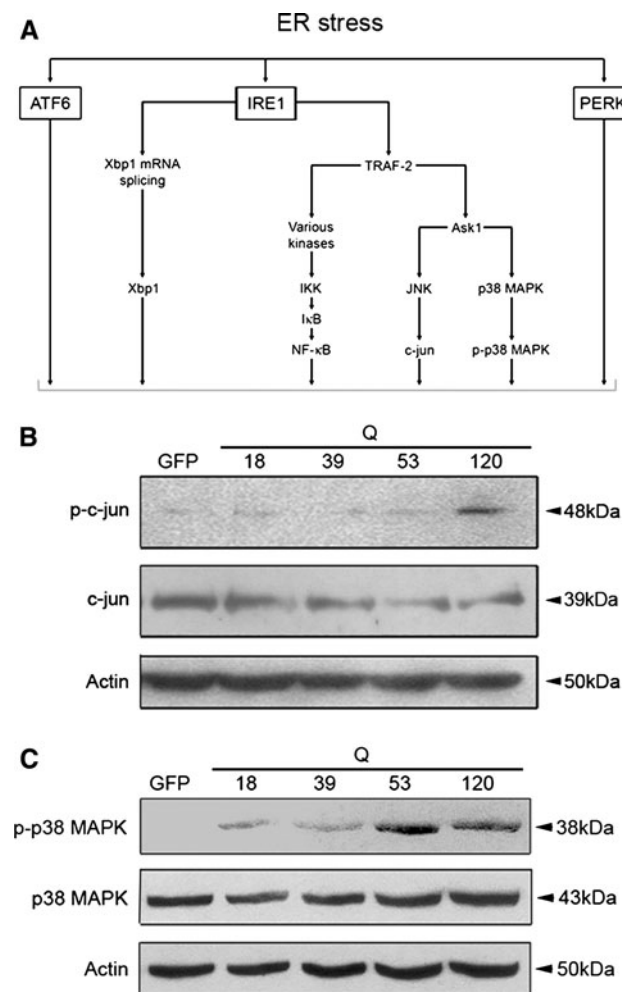 A
ER stress
ATF6
IRE1
PERK
Xbp1 mRNA
splicing
TRAF-2
Various
kinases
Ask1
Xbp1
IKK
JNK
p38 MAPK
IκB
NF-κB
c-jun
p-p38 MAPK
B
Q
GFP 18 39 53 120
p-c-jun 48kDa
c-jun 39kDa
Actin 50kDa
C
Q
GFP 18 39 53 120
p-p38 MAPK 38kDa
p38 MAPK 43kDa
Actin 50kDa